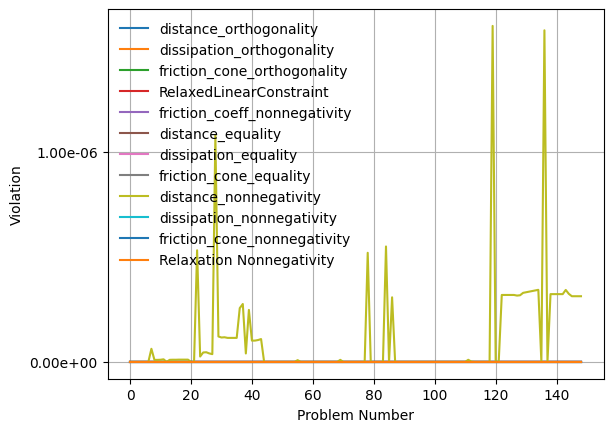 distance_orthogonality
dissipation_orthogonality
friction_cone_orthogonality
RelaxedLinearConstraint
friction_coeff_nonnegativity
distance_equality
dissipation_equality
friction_cone_equality
distance_nonnegativity
dissipation_nonnegativity
friction_cone_nonnegativity
Relaxation Nonnegativity
1.00e-06
Violation
0.00e+00
0 20 40 60 80 100 120 140
Problem Number